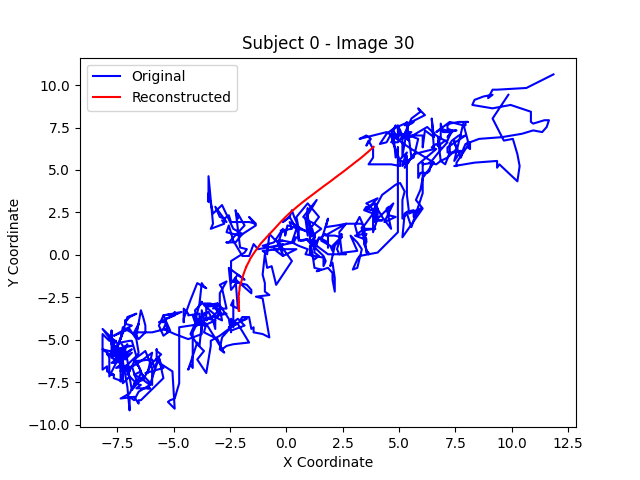 Subject 0 - Image 30
Original
Reconstructed
10.0
7.5
5.0
2.5
0.0
−2.5
−5.0
−7.5
−10.0
Y Coordinate
−7.5 −5.0 −2.5 0.0 2.5 5.0 7.5 10.0 12.5
X Coordinate